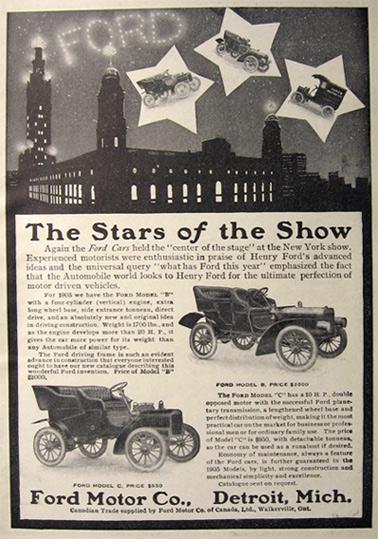 FORD
The Stars of the Show
Again the Ford Cars held the "center of the stage" at the New York show.
Experienced motorists were enthusiastic in praise of Henry Ford's advanced
ideas and the universal query "what has Ford this year" emphasized the fact
that the Automobile world looks to Henry Ford for the ultimate perfection of
motor driven vehicles.
For 1905 we have the FORD MODEL "B"
with a four-cylinder (vertical) engine, extra
long wheel base, side entrance tonneau, direct
drive, and an absolutely new and original idea
in driving construction. Weight is 1700 lbs., and
as the engine develops more than 20 H. P., it
gives the car more power for its weight than
any Automobile of similar type.
The Ford driving frame is such an evident
advance in construction that everyone interested
ought to have our new catalogue describing this
wonderful Ford invention. Price of Model "B"
$2000.
FORD MODEL B, PRICE $2000
The FORD MODEL "C" has a 10 H. P., double
opposed motor with the successful Ford plane-
tary transmission, a lengthened wheel base and
perfect distribution of weight, making it the most
practical car on the market for business or profes-
sional men or for ordinary family use. The price
of Model "C" is $950, with detachable tonneau,
so the car can be used as a runabout if desired.
Economy of maintenance, always a feature
of the Ford cars, is further guaranteed in the
1905 Models, by light, strong construction and
mechanical simplicity and excellence.
Catalogue sent on request.
FORD MODEL C, PRICE $950
Ford Motor Co., Detroit, Mich.
Canadian Trade supplied by Ford Motor Co. of Canada, Ltd., Walkerville, Ont.